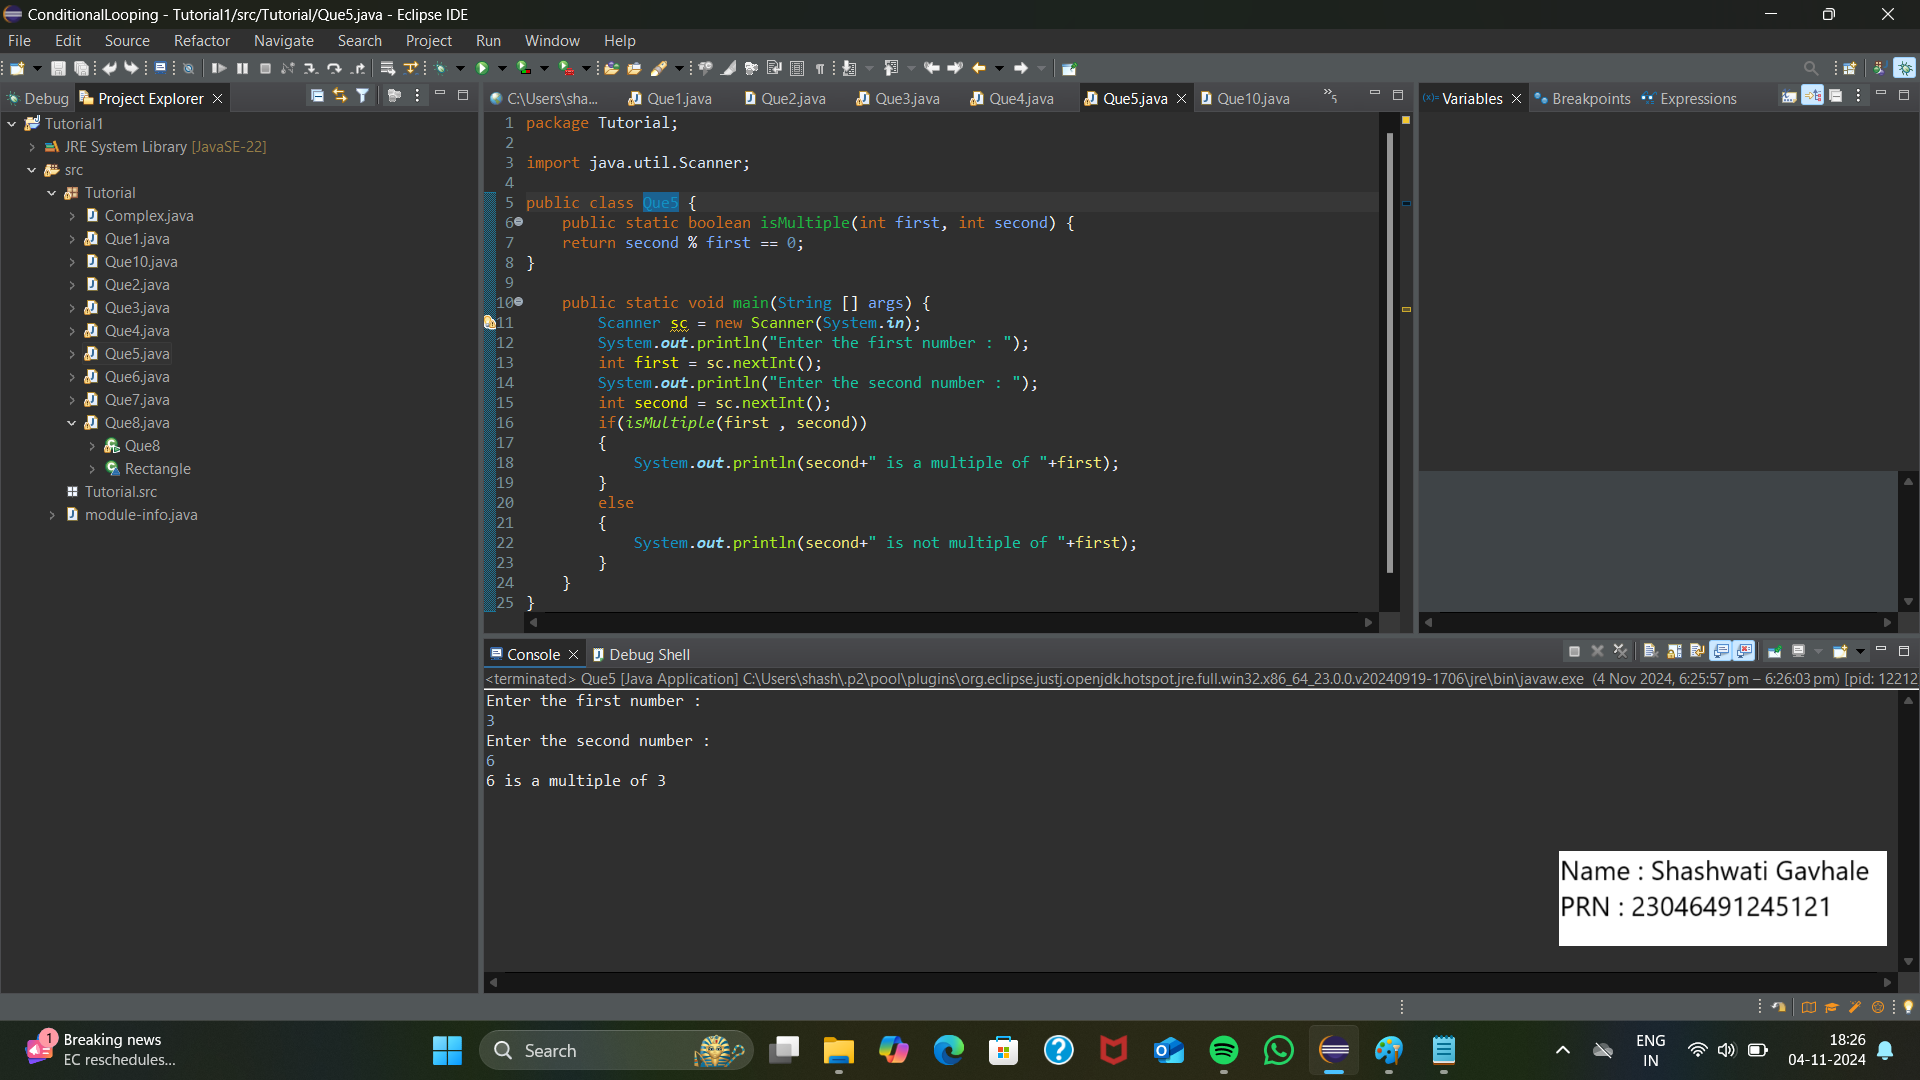 ConditionalLooping - Tutorial1/src/Tutorial/Que5.java - Eclipse IDE
File Edit Source Refactor Navigate Search Project Run Window Help
Debug Project Explorer
Tutorial1
JRE System Library [JavaSE-22]
src
Tutorial
Complex.java
Que1.java
Que10.java
Que2.java
Que3.java
Que4.java
Que5.java
Que6.java
Que7.java
Que8.java
Que8
Rectangle
Tutorial.src
module-info.java
C:\Users\sha... Que1.java Que2.java Que3.java Que4.java Que5.java Que10.java »5
1 package Tutorial;
2
3 import java.util.Scanner;
4
5 public class Que5 {
6 public static boolean isMultiple(int first, int second) {
7 return second % first == 0;
8 }
9
10 public static void main(String [] args) {
11 Scanner sc = new Scanner(System.in);
12 System.out.println("Enter the first number : ");
13 int first = sc.nextInt();
14 System.out.println("Enter the second number : ");
15 int second = sc.nextInt();
16 if(isMultiple(first , second))
17 {
18 System.out.println(second+" is a multiple of "+first);
19 }
20 else
21 {
22 System.out.println(second+" is not multiple of "+first);
23 }
24 }
25 }
(x)= Variables Breakpoints Expressions
Console Debug Shell
<terminated> Que5 [Java Application] C:\Users\shash\.p2\pool\plugins\org.eclipse.justj.openjdk.hotspot.jre.full.win32.x86_64_23.0.0.v20240919-1706\jre\bin\javaw.exe (4 Nov 2024, 6:25:57 pm – 6:26:03 pm) [pid: 12212
Enter the first number :
3
Enter the second number :
6
6 is a multiple of 3
Name : Shashwati Gavhale
PRN : 23046491245121
1
Breaking news
EC reschedules...
Search
ENG
IN
18:26
04-11-2024